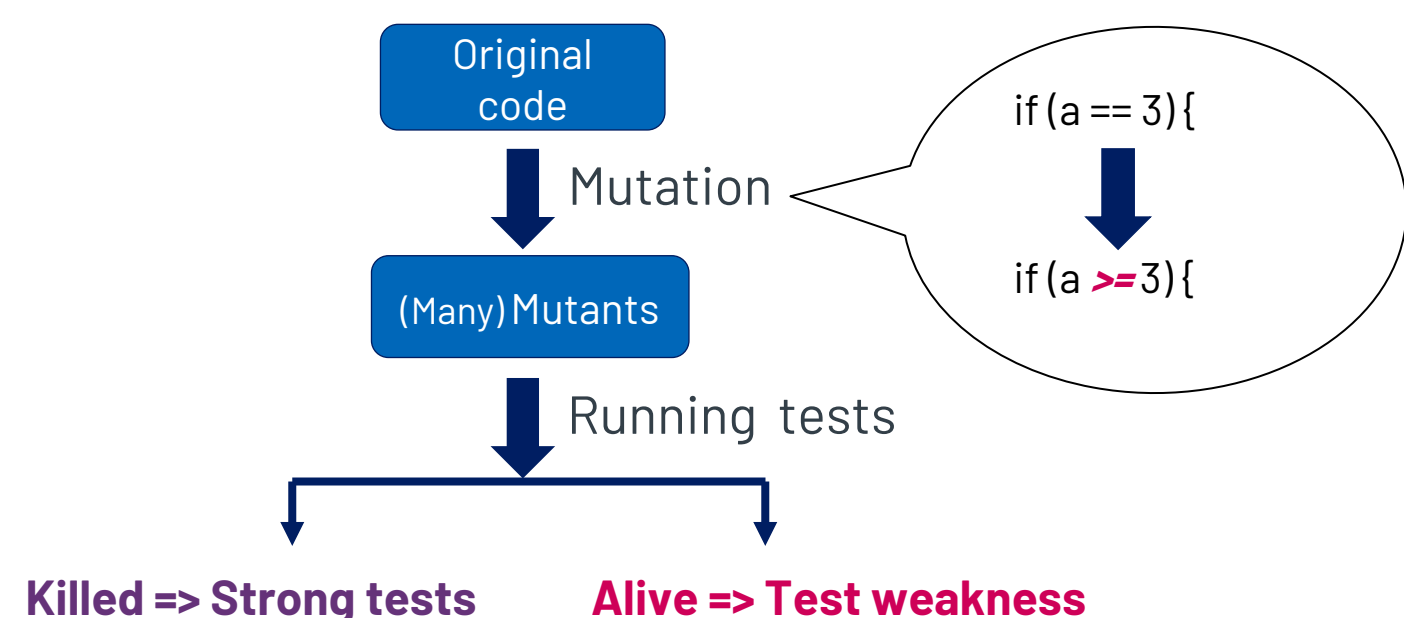 Original
code
if (a == 3) {
Mutation
if (a >= 3) {
(Many) Mutants
Running tests
Killed => Strong tests
Alive => Test weakness